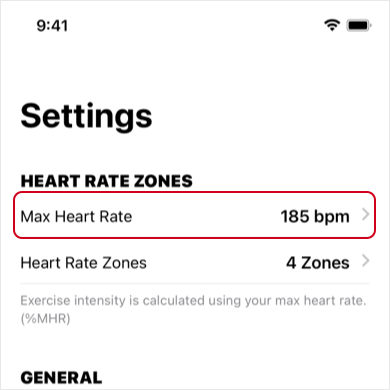 9:41
Settings
HEART RATE ZONES
Max Heart Rate 185 bpm
Heart Rate Zones 4 Zones
Exercise intensity is calculated using your max heart rate.
(%MHR)
GENERAL